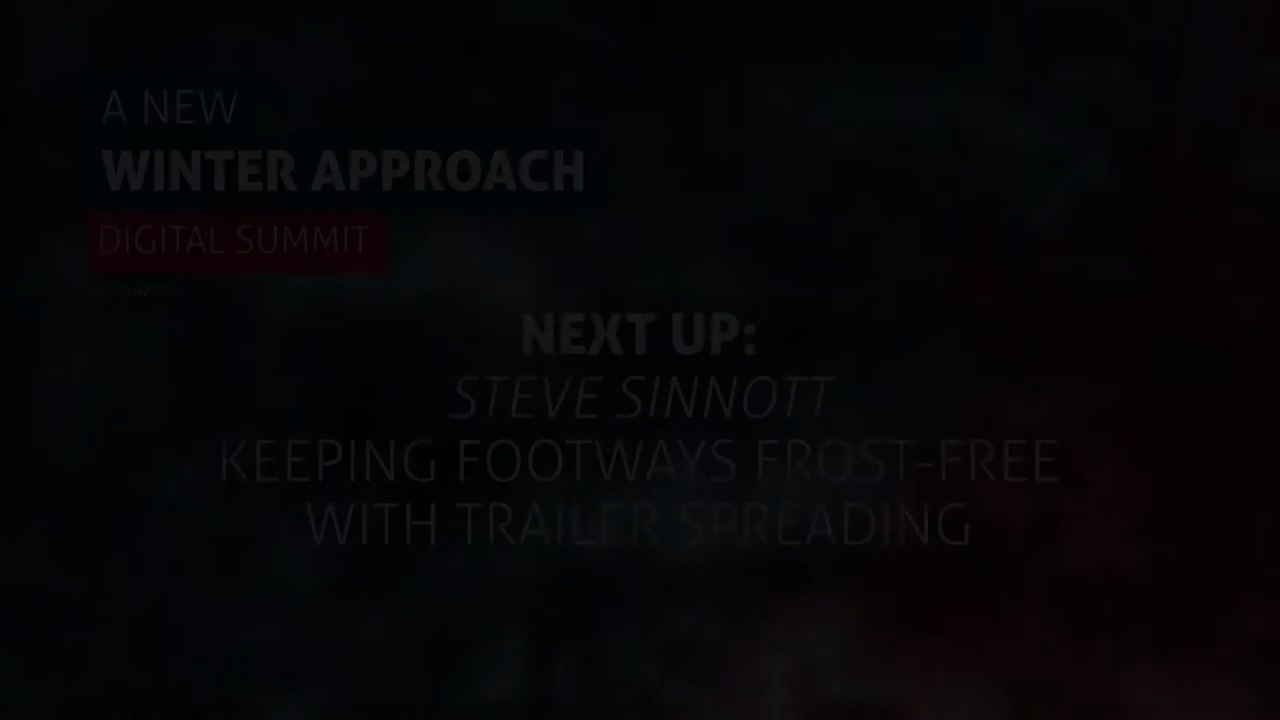 A NEW
WINTER APPROACH
DIGITAL SUMMIT
NEXT UP:
STEVE SINNOTT
KEEPING FOOTWAYS FROST-FREE
WITH TRAILER SPREADING